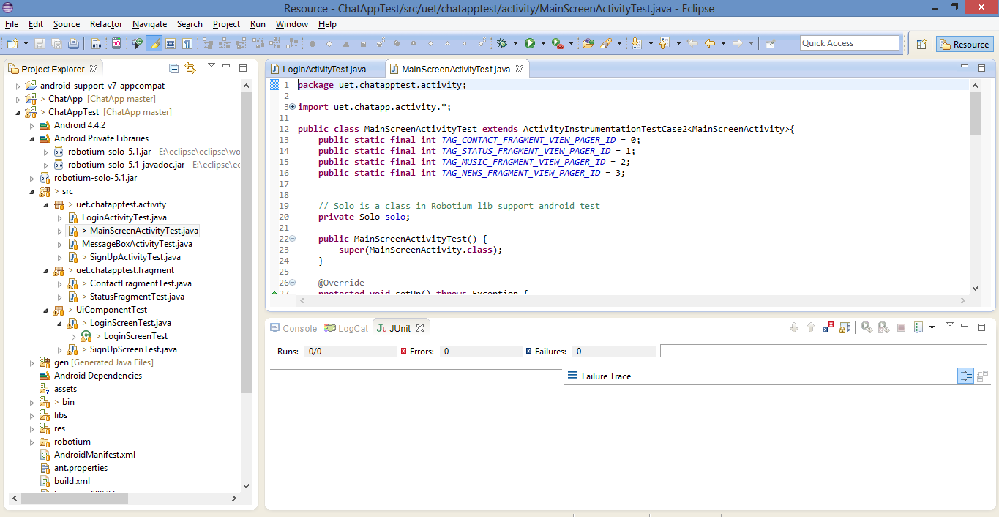 Resource - ChatAppTest/src/uet/chatapptest/activity/MainScreenActivityTest.java - Eclipse
File Edit Source Refactor Navigate Search Project Run Window Help
Quick Access
Resource
Project Explorer
android-support-v7-appcompat
> ChatApp [ChatApp master]
> ChatAppTest [ChatApp master]
Android 4.4.2
Android Private Libraries
robotium-solo-5.1.jar - E:\eclipse\eclipse\wo
robotium-solo-5.1-javadoc.jar - E:\eclipse\ec
robotium-solo-5.1.jar
> src
> uet.chatapptest.activity
LoginActivityTest.java
> MainScreenActivityTest.java
MessageBoxActivityTest.java
> SignUpActivityTest.java
> uet.chatapptest.fragment
> ContactFragmentTest.java
> StatusFragmentTest.java
> UiComponentTest
> LoginScreenTest.java
> LoginScreenTest
> SignUpScreenTest.java
gen [Generated Java Files]
Android Dependencies
assets
> bin
libs
res
robotium
AndroidManifest.xml
ant.properties
build.xml
LoginActivityTest.java
MainScreenActivityTest.java
1 package uet.chatapptest.activity;
2
3 import uet.chatapp.activity.*;
11
12 public class MainScreenActivityTest extends ActivityInstrumentationTestCase2<MainScreenActivity>{
13 public static final int TAG_CONTACT_FRAGMENT_VIEW_PAGER_ID = 0;
14 public static final int TAG_STATUS_FRAGMENT_VIEW_PAGER_ID = 1;
15 public static final int TAG_MUSIC_FRAGMENT_VIEW_PAGER_ID = 2;
16 public static final int TAG_NEWS_FRAGMENT_VIEW_PAGER_ID = 3;
17
18
19 // Solo is a class in Robotium lib support android test
20 private Solo solo;
21
22 public MainScreenActivityTest() {
23 super(MainScreenActivity.class);
24 }
25
26 @Override
27 protected void setUp() throws Exception {
Console LogCat JUnit
Runs: 0/0 Errors: 0 Failures: 0
Failure Trace